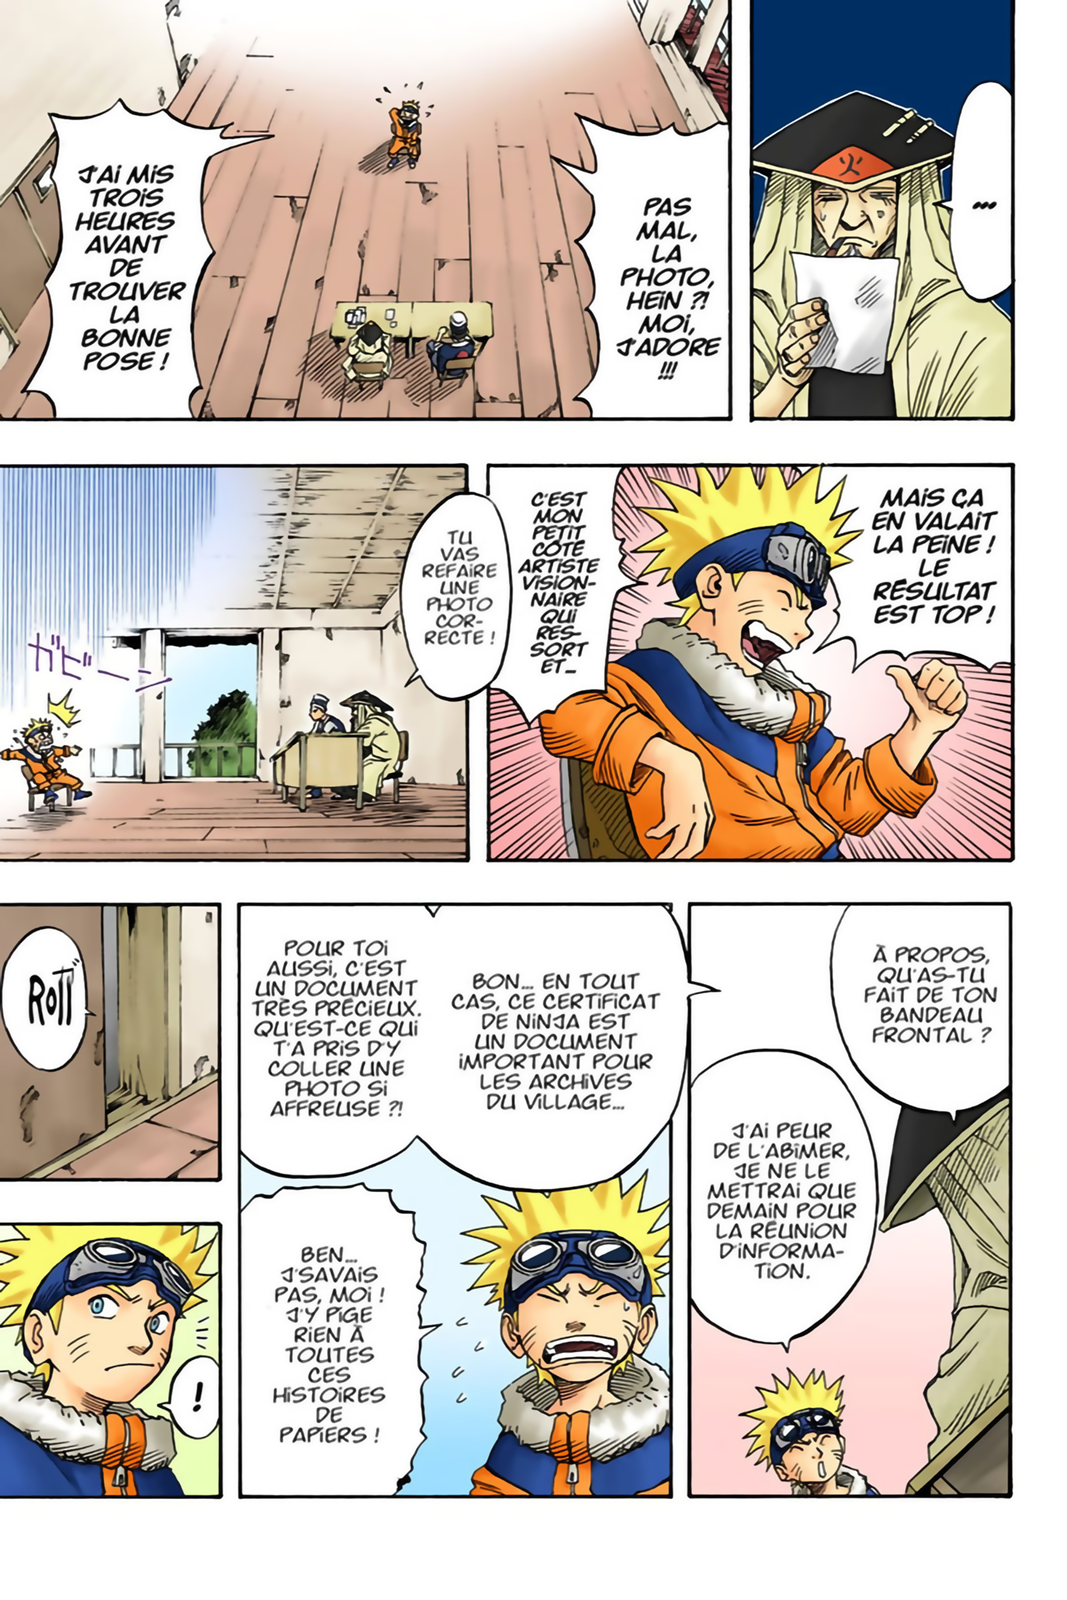 ...
PAS
MAL,
LA
PHOTO,
HEIN ?!
MOI,
J'ADORE
!!!
J'AI MIS
TROIS
HEURES
AVANT
DE
TROUVER
LA
BONNE
POSE !
火
MAIS ÇA
EN VALAIT
LA PEINE !
LE
RÉSULTAT
EST TOP !
C'EST
MON
PETIT
CÔTÉ
ARTISTE
VISION-
NAIRE
QUI
RES-
SORT
ET...
TU
VAS
REFAIRE
UNE
PHOTO
COR-
RECTE !
ガビーン
À PROPOS,
QU'AS-TU
FAIT DE TON
BANDEAU
FRONTAL ?
J'AI PEUR
DE L'ABÎMER,
JE NE LE
METTRAI QUE
DEMAIN POUR
LA RÉUNION
D'INFORMA-
TION.
BON... EN TOUT
CAS, CE CERTIFICAT
DE NINJA EST
UN DOCUMENT
IMPORTANT POUR
LES ARCHIVES
DU VILLAGE...
POUR TOI
AUSSI, C'EST
UN DOCUMENT
TRÈS PRÉCIEUX.
QU'EST-CE QUI
T'A PRIS D'Y
COLLER UNE
PHOTO SI
AFFREUSE ?!
BEN...
J'SAVAIS
PAS, MOI !
J'Y PIGE
RIEN À
TOUTES
CES
HISTOIRES
DE
PAPIERS !
!